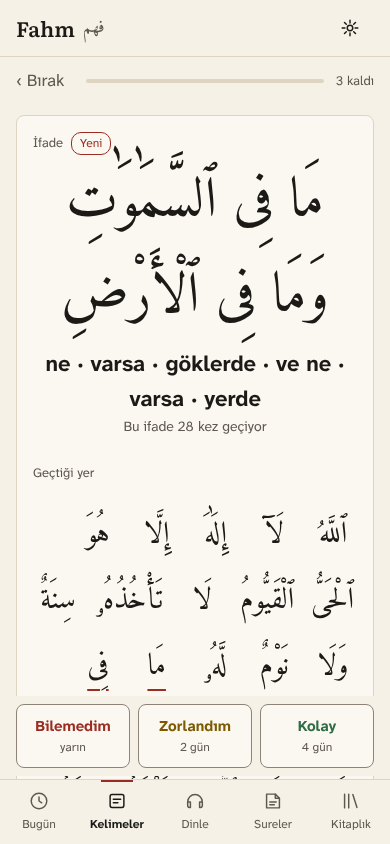 Fahm فهم
‹ Bırak
3 kaldı
İfade Yeni
مَا فِى ٱلسَّمَـٰوَٰتِ
وَمَا فِى ٱلْأَرْضِ
ne · varsa · göklerde · ve ne ·
varsa · yerde
Bu ifade 28 kez geçiyor
Geçtiği yer
ٱللَّهُ لَآ إِلَـٰهَ إِلَّا هُوَ
ٱلْحَىُّ ٱلْقَيُّومُ لَا تَأْخُذُهُۥ سِنَةٌ
وَلَا نَوْمٌ لَّهُۥ مَا فِى
Bilemedim Zorlandım Kolay
yarın 2 gün 4 gün
Bugün Kelimeler Dinle Sureler Kitaplık